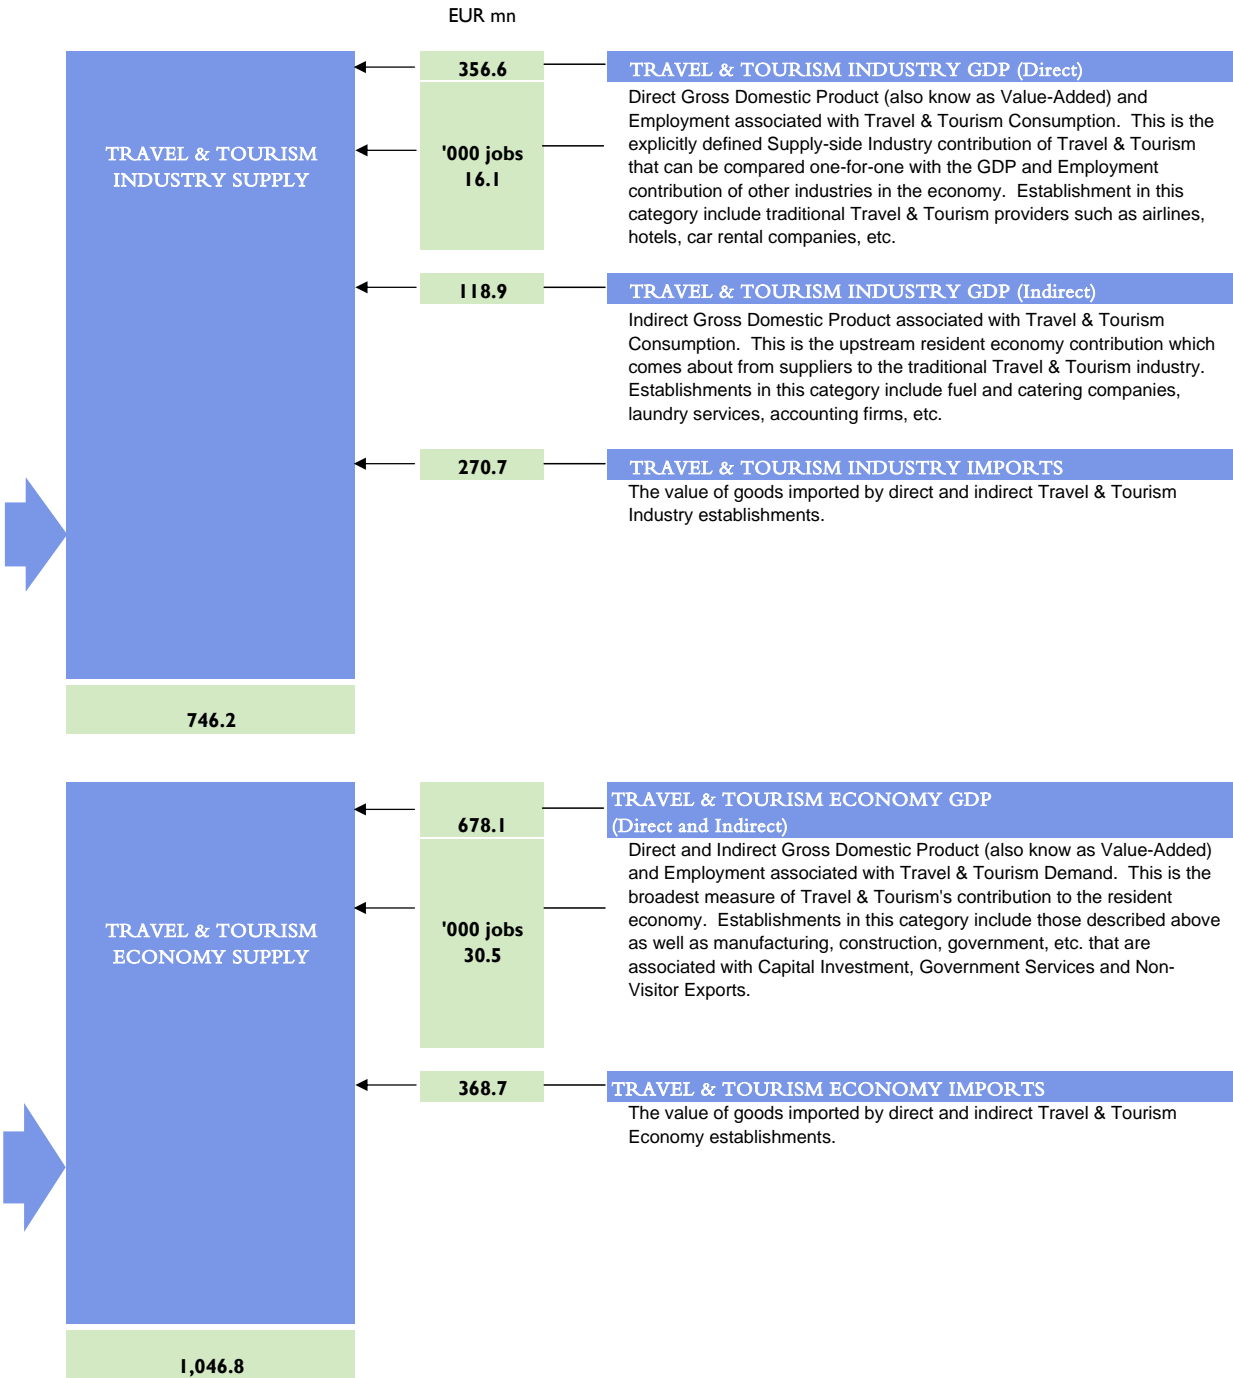 EUR mn
356.6
TRAVEL & TOURISM INDUSTRY GDP (Direct)
Direct Gross Domestic Product (also know as Value-Added) and
Employment associated with Travel & Tourism Consumption.  This is the
explicitly defined Supply-side Industry contribution of Travel & Tourism
that can be compared one-for-one with the GDP and Employment
contribution of other industries in the economy.  Establishment in this
category include traditional Travel & Tourism providers such as airlines,
hotels, car rental companies, etc.
TRAVEL & TOURISM
INDUSTRY SUPPLY
'000 jobs
16.1
118.9
TRAVEL & TOURISM INDUSTRY GDP (Indirect)
Indirect Gross Domestic Product associated with Travel & Tourism
Consumption.  This is the upstream resident economy contribution which
comes about from suppliers to the traditional Travel & Tourism industry.
Establishments in this category include fuel and catering companies,
laundry services, accounting firms, etc.
270.7
TRAVEL & TOURISM INDUSTRY IMPORTS
The value of goods imported by direct and indirect Travel & Tourism
Industry establishments.
746.2
678.1
TRAVEL & TOURISM ECONOMY GDP
(Direct and Indirect)
Direct and Indirect Gross Domestic Product (also know as Value-Added)
and Employment associated with Travel & Tourism Demand.  This is the
broadest measure of Travel & Tourism's contribution to the resident
economy.  Establishments in this category include those described above
as well as manufacturing, construction, government, etc. that are
associated with Capital Investment, Government Services and Non-
Visitor Exports.
TRAVEL & TOURISM
ECONOMY SUPPLY
'000 jobs
30.5
368.7
TRAVEL & TOURISM ECONOMY IMPORTS
The value of goods imported by direct and indirect Travel & Tourism
Economy establishments.
1,046.8